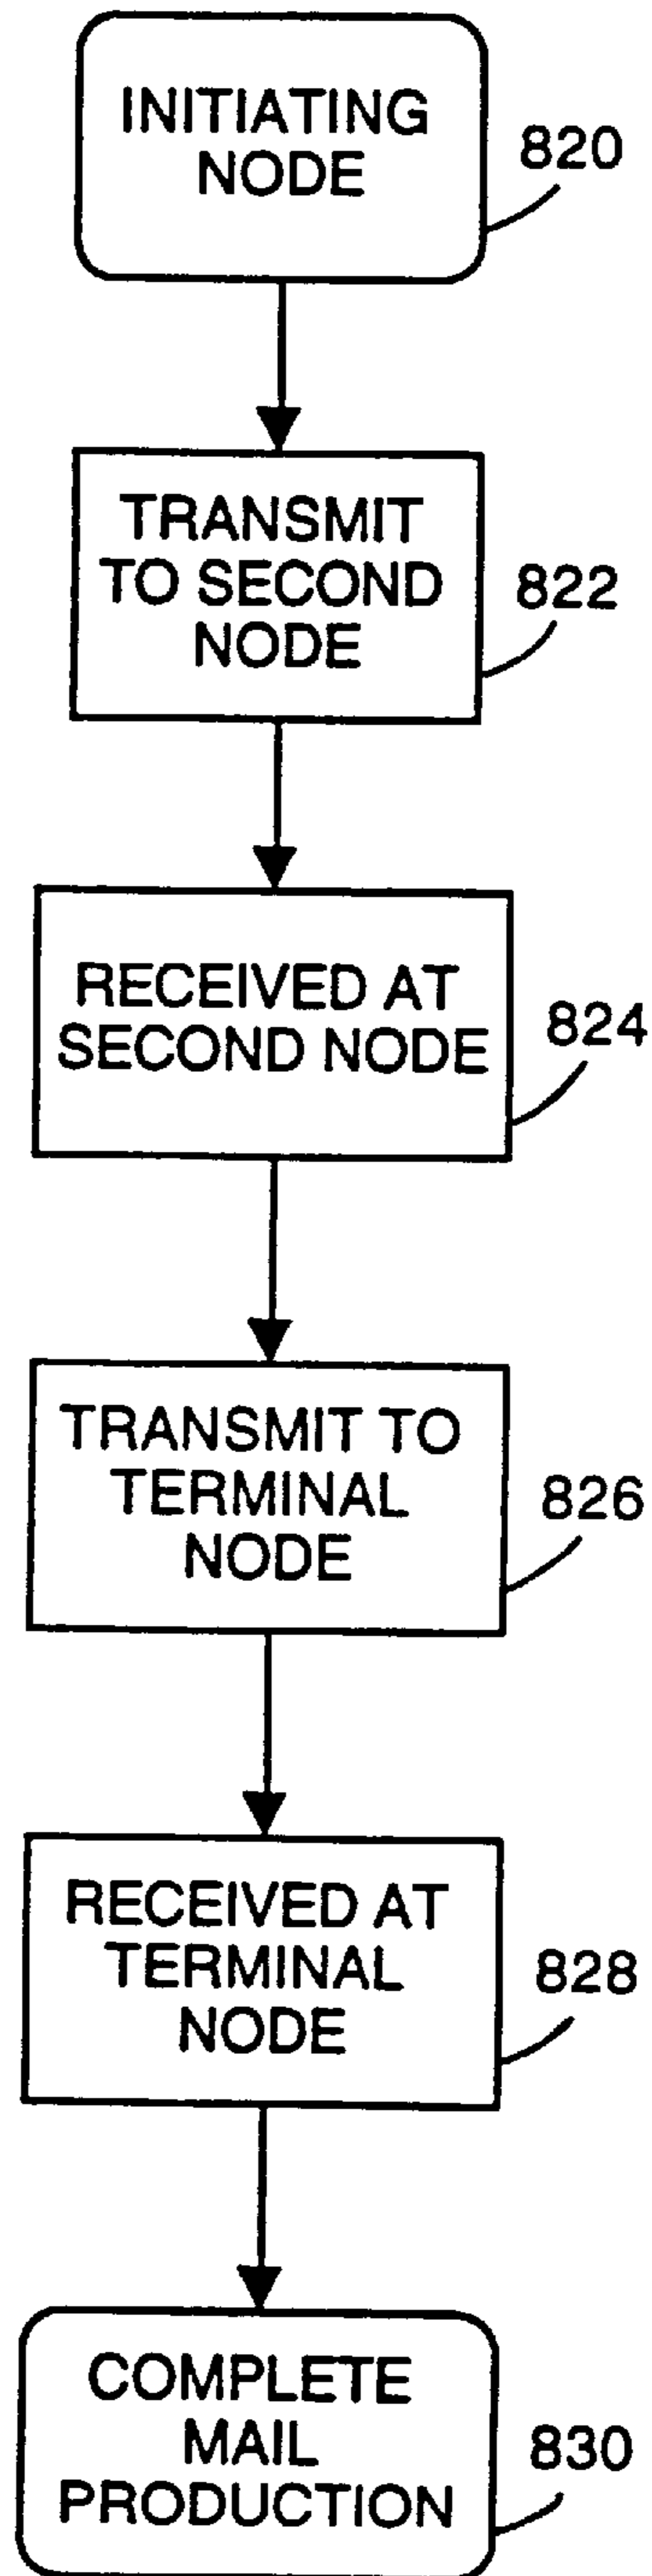 INITIATING
NODE
820
TRANSMIT
TO SECOND
NODE
822
RECEIVED AT
SECOND NODE
824
TRANSMIT TO
TERMINAL
NODE
826
RECEIVED AT
TERMINAL
NODE
828
COMPLETE
MAIL
PRODUCTION
830